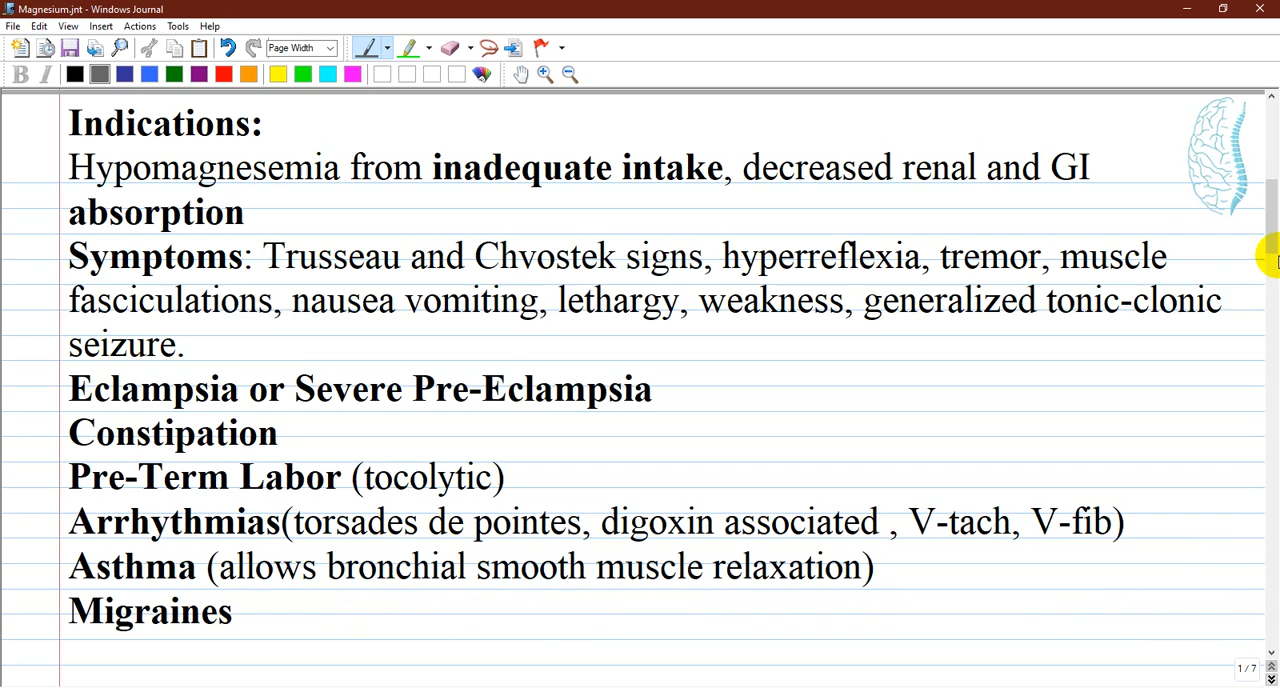 Magnesium.jnt - Windows Journal
File Edit View Insert Actions Tools Help
Page Width
B I
Indications:
Hypomagnesemia from inadequate intake, decreased renal and GI
absorption
Symptoms: Trusseau and Chvostek signs, hyperreflexia, tremor, muscle
fasciculations, nausea vomiting, lethargy, weakness, generalized tonic-clonic
seizure.
Eclampsia or Severe Pre-Eclampsia
Constipation
Pre-Term Labor (tocolytic)
Arrhythmias(torsades de pointes, digoxin associated , V-tach, V-fib)
Asthma (allows bronchial smooth muscle relaxation)
Migraines
1 / 7